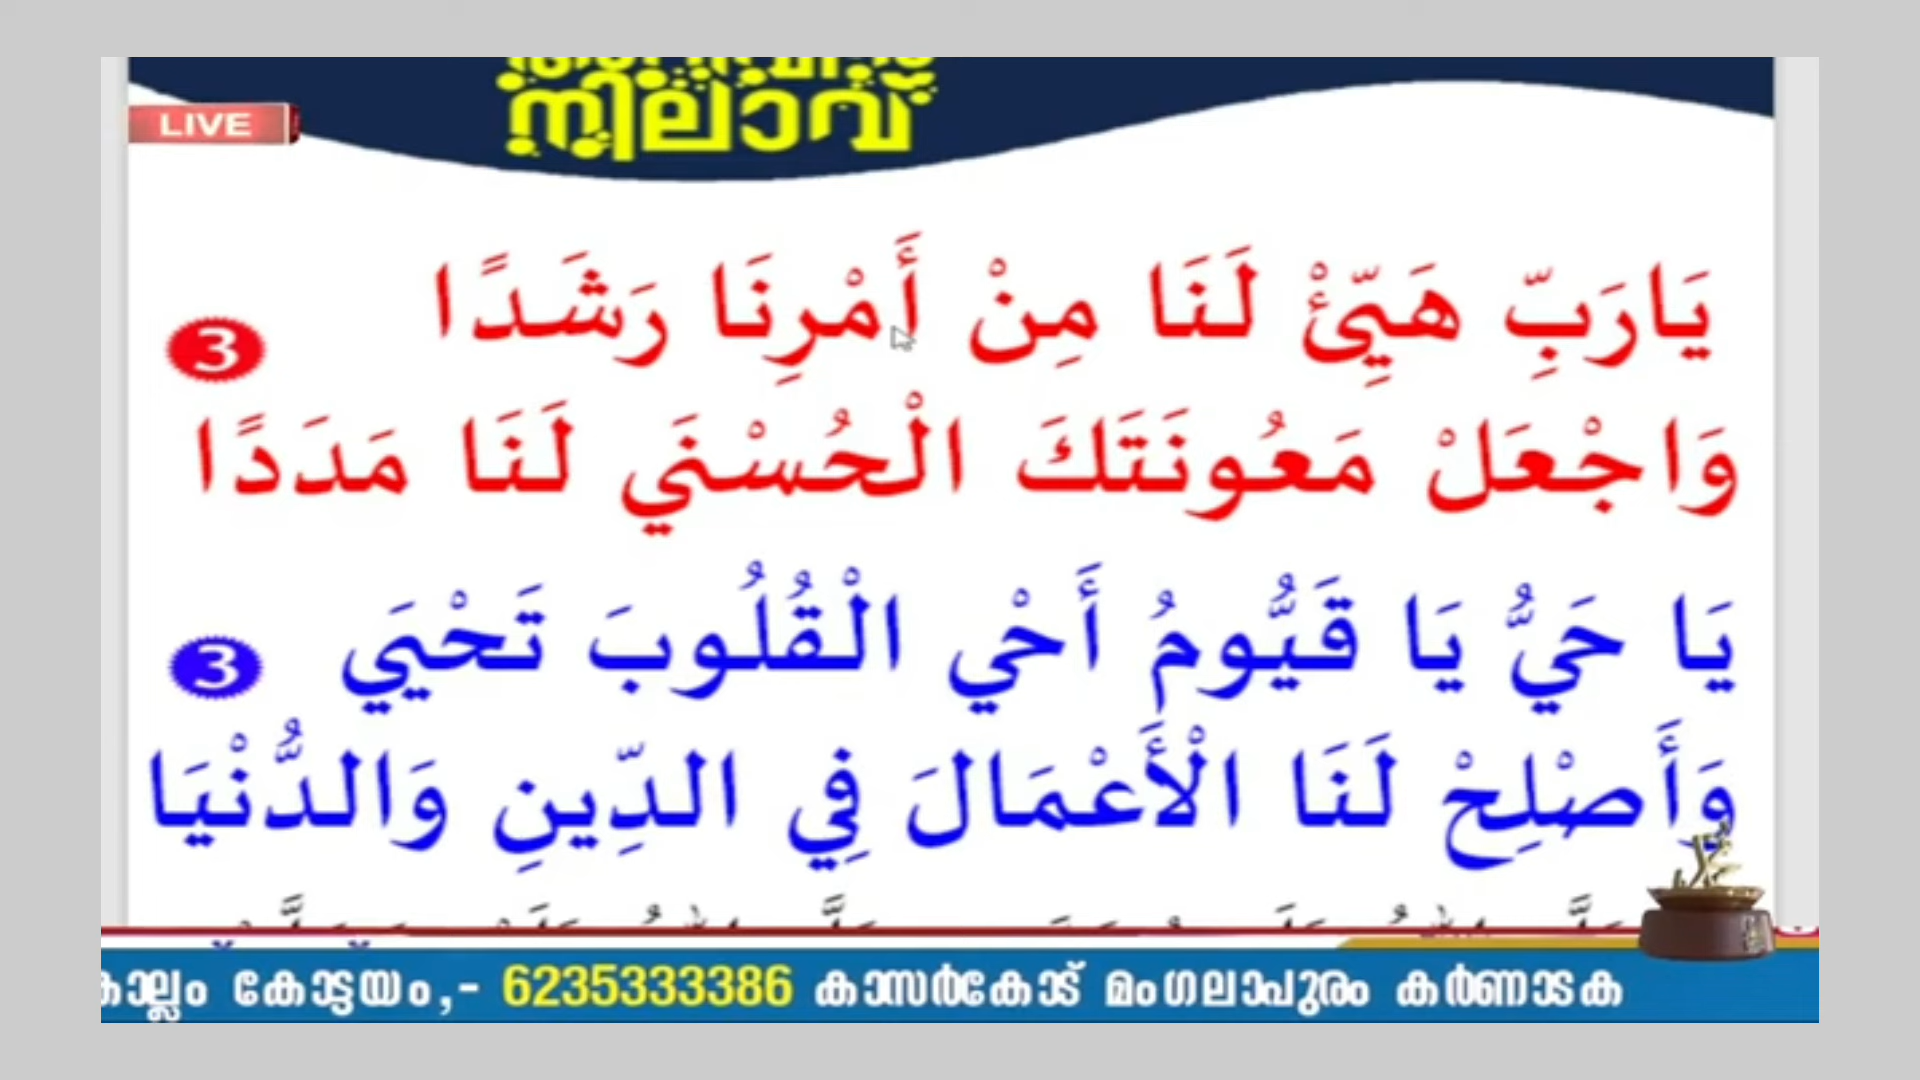 നിലാവ്
LIVE
يَارَبِّ هَيِّئْ لَنَا مِنْ أَمْرِنَا رَشَدًا
3
وَاجْعَلْ مَعُونَتَكَ الْحُسْنَي لَنَا مَدَدًا
يَا حَيُّ يَا قَيُّومُ أَحْيِ الْقُلُوبَ تَحْيَي
3
وَأَصْلِحْ لَنَا الْأَعْمَالَ فِي الدِّينِ وَالدُّنْيَا
കോട്ടയം,- 6235333386 കാസർകോട് മംഗലാപുരം കർണാടക